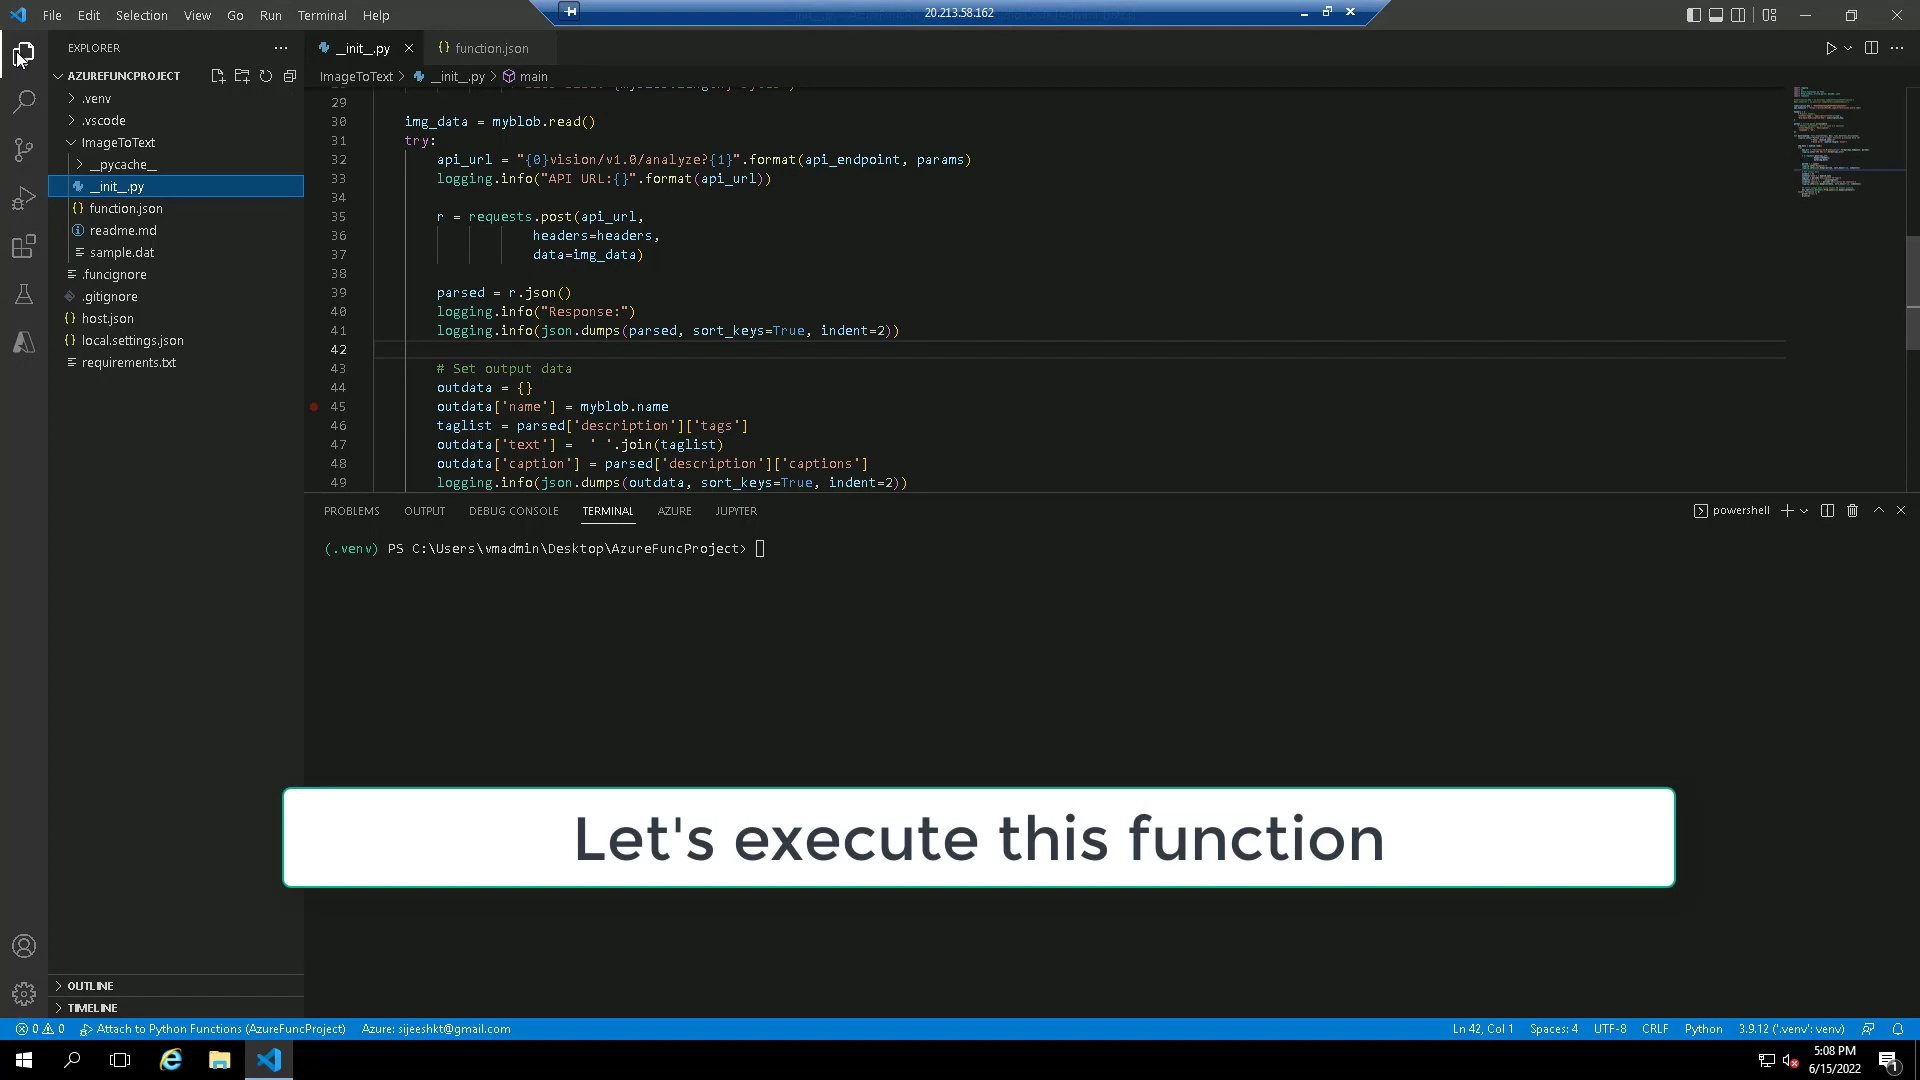 File Edit Selection View Go Run Terminal Help
20.213.58.162
EXPLORER
__init__.py
function.json
AZUREFUNCPROJECT
ImageToText > __init__.py > main
.venv
.vscode
ImageToText
__pycache__
__init__.py
function.json
readme.md
sample.dat
.funcignore
.gitignore
host.json
local.settings.json
requirements.txt
29
30 img_data = myblob.read()
31 try:
32 api_url = "{0}vision/v1.0/analyze?{1}".format(api_endpoint, params)
33 logging.info("API URL:{}".format(api_url))
34
35 r = requests.post(api_url,
36 headers=headers,
37 data=img_data)
38
39 parsed = r.json()
40 logging.info("Response:")
41 logging.info(json.dumps(parsed, sort_keys=True, indent=2))
42
43 # Set output data
44 outdata = {}
45 outdata['name'] = myblob.name
46 taglist = parsed['description']['tags']
47 outdata['text'] = ' '.join(taglist)
48 outdata['caption'] = parsed['description']['captions']
49 logging.info(json.dumps(outdata, sort_keys=True, indent=2))
PROBLEMS OUTPUT DEBUG CONSOLE TERMINAL AZURE JUPYTER
powershell
(.venv) PS C:\Users\vmadmin\Desktop\AzureFuncProject>
Let's execute this function
OUTLINE
TIMELINE
0 0 Attach to Python Functions (AzureFuncProject) Azure: sijeeshkt@gmail.com
Ln 42, Col 1 Spaces: 4 UTF-8 CRLF Python 3.9.12 ('.venv': venv)
5:08 PM
6/15/2022
1